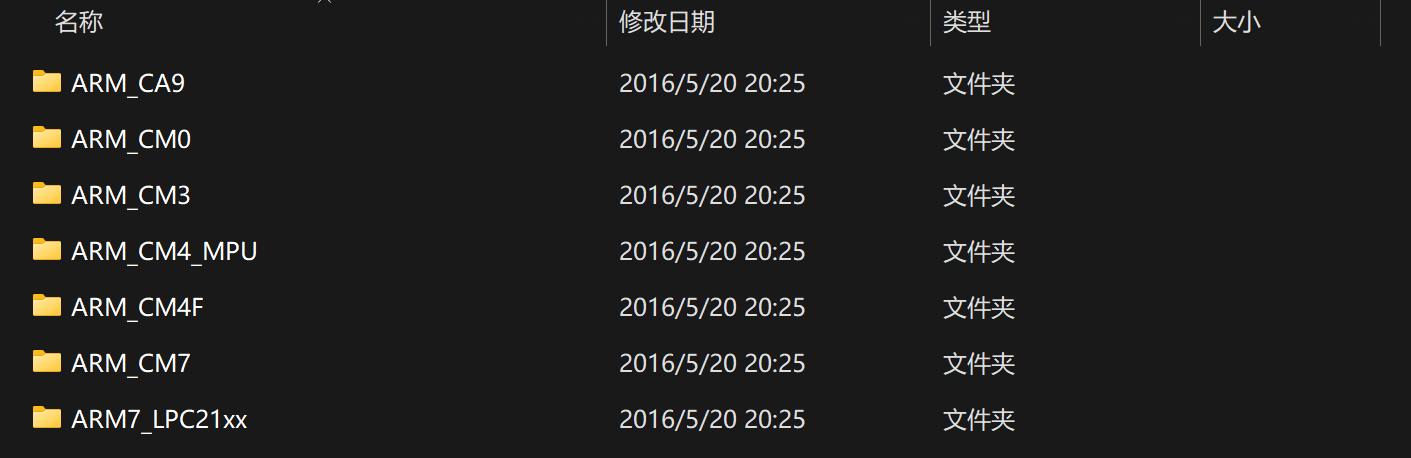 名称 修改日期 类型 大小
ARM_CA9 2016/5/20 20:25 文件夹
ARM_CM0 2016/5/20 20:25 文件夹
ARM_CM3 2016/5/20 20:25 文件夹
ARM_CM4_MPU 2016/5/20 20:25 文件夹
ARM_CM4F 2016/5/20 20:25 文件夹
ARM_CM7 2016/5/20 20:25 文件夹
ARM7_LPC21xx 2016/5/20 20:25 文件夹